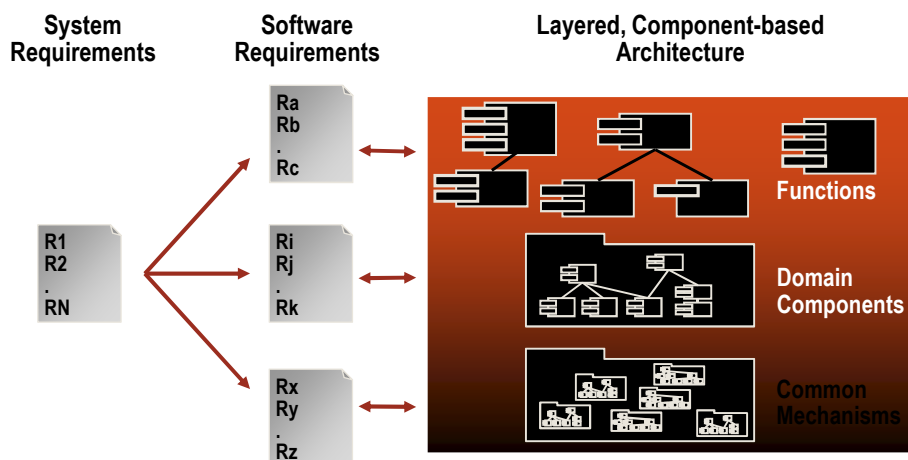 System
Requirements
Software
Requirements
Layered, Component-based
Architecture
R1
R2
.
RN
Ra
Rb
.
Rc
Ri
Rj
.
Rk
Rx
Ry
.
Rz
Functions
Domain
Components
Common
Mechanisms